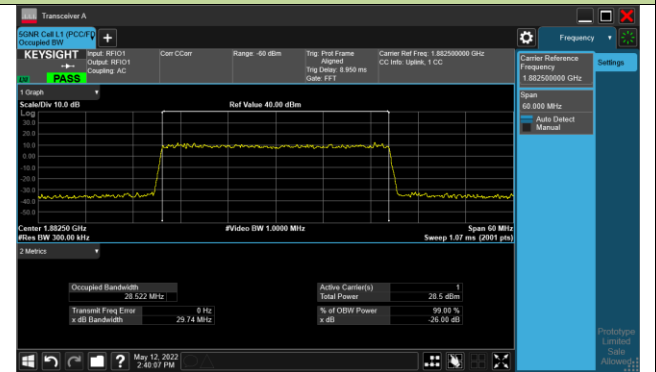 Transceiver A
5GNR Cell L1 (PCC/FD
Occupied BW
Frequency
KEYSIGHT
PASS
Input: RFIO1
Output: RFIO1
Coupling: AC
Corr CCorr
Range: -60 dBm
Trig: Prot Frame
Aligned
Trig Delay: 8.950 ms
Gate: FFT
Carrier Ref Freq: 1.882500000 GHz
CC Info: Uplink, 1 CC
Carrier Reference
Frequency
1.882500000 GHz
Settings
Span
60.000 MHz
Auto Detect
Manual
1 Graph
Scale/Div 10.0 dB
Ref Value 40.00 dBm
Log
30.0
20.0
10.0
0.00
-10.0
-20.0
-30.0
-40.0
-50.0
Center 1.88250 GHz
#Video BW 1.0000 MHz
Span 60 MHz
#Res BW 300.00 kHz
Sweep 1.07 ms (2001 pts)
2 Metrics
Occupied Bandwidth
28.522 MHz
Active Carrier(s) 1
Total Power 28.5 dBm
Transmit Freq Error 0 Hz
x dB Bandwidth 29.74 MHz
% of OBW Power 99.00 %
x dB -26.00 dB
Prototype
Limited
Sale
Allowed
May 12, 2022
2:40:07 PM